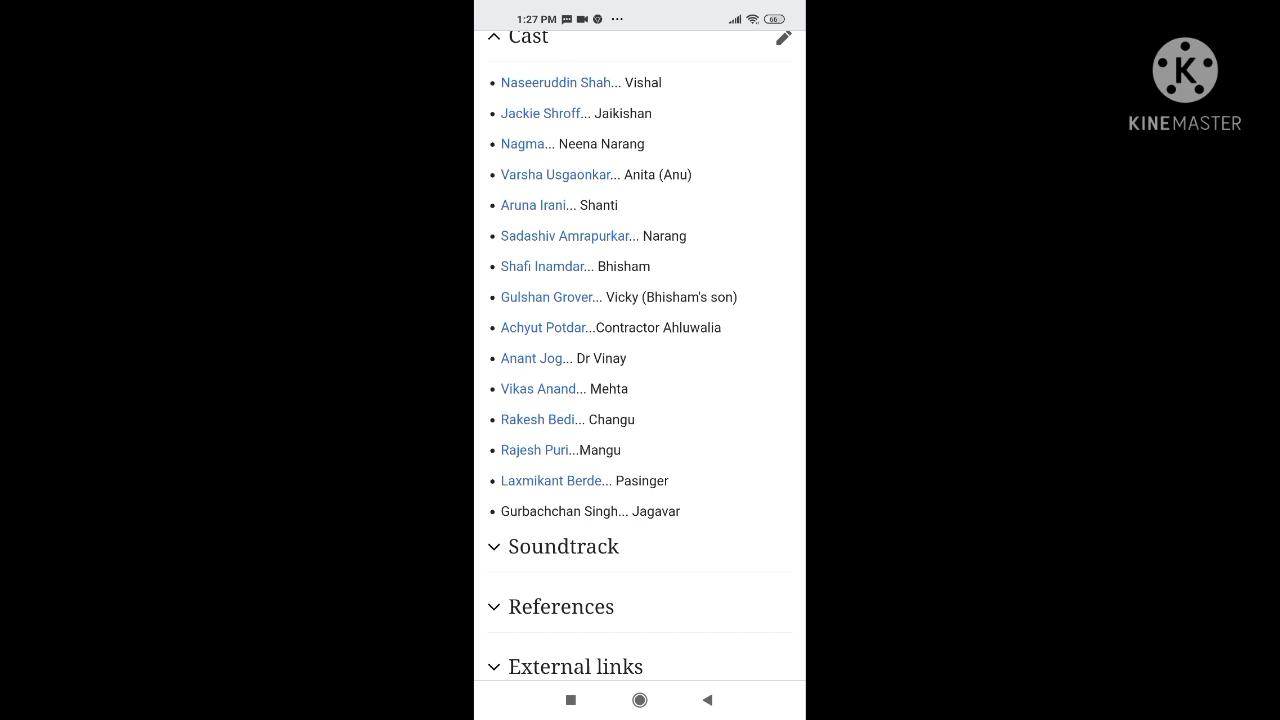 1:27 PM
66
Cast
Naseeruddin Shah... Vishal
Jackie Shroff... Jaikishan
Nagma... Neena Narang
Varsha Usgaonkar... Anita (Anu)
Aruna Irani... Shanti
Sadashiv Amrapurkar... Narang
Shafi Inamdar... Bhisham
Gulshan Grover... Vicky (Bhisham's son)
Achyut Potdar...Contractor Ahluwalia
Anant Jog... Dr Vinay
Vikas Anand... Mehta
Rakesh Bedi... Changu
Rajesh Puri...Mangu
Laxmikant Berde... Pasinger
Gurbachchan Singh... Jagavar
Soundtrack
References
External links
K
KINEMASTER